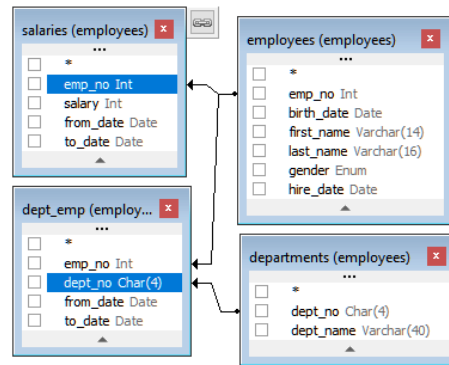 salaries (employees) x
...
*
emp_no Int
salary Int
from_date Date
to_date Date
employees (employees) x
...
*
emp_no Int
birth_date Date
first_name Varchar(14)
last_name Varchar(16)
gender Enum
hire_date Date
dept_emp (employ... x
...
*
emp_no Int
dept_no Char(4)
from_date Date
to_date Date
departments (employees) x
...
*
dept_no Char(4)
dept_name Varchar(40)